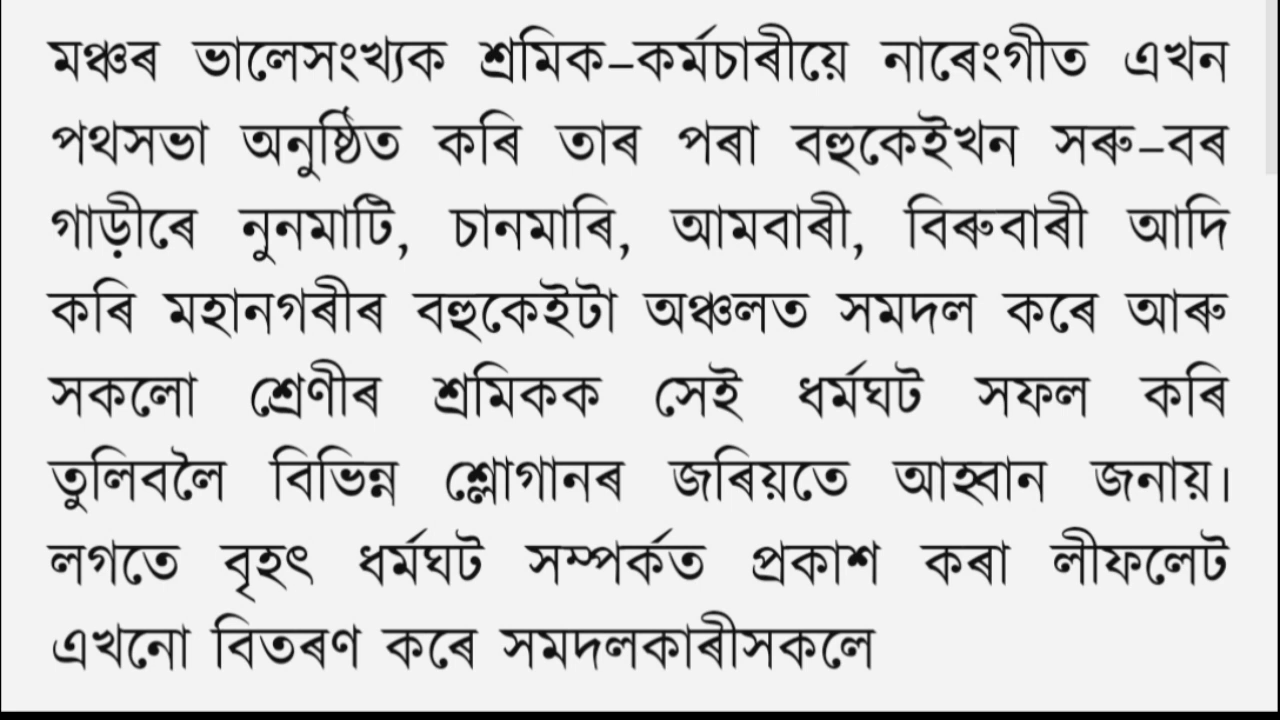 মঞ্চৰ ভালেসংখ্যক শ্ৰমিক-কৰ্মচাৰীয়ে নাৰেংগীত এখন
পথসভা অনুষ্ঠিত কৰি তাৰ পৰা বহুকেইখন সৰু-বৰ
গাড়ীৰে নুনমাটি, চানমাৰি, আমবাৰী, বিৰুবাৰী আদি
কৰি মহানগৰীৰ বহুকেইটা অঞ্চলত সমদল কৰে আৰু
সকলো শ্ৰেণীৰ শ্ৰমিকক সেই ধৰ্মঘট সফল কৰি
তুলিবলৈ বিভিন্ন শ্লোগানৰ জৰিয়তে আহ্বান জনায়।
লগতে বৃহৎ ধৰ্মঘট সম্পৰ্কত প্ৰকাশ কৰা লীফলেট
এখনো বিতৰণ কৰে সমদলকাৰীসকলে